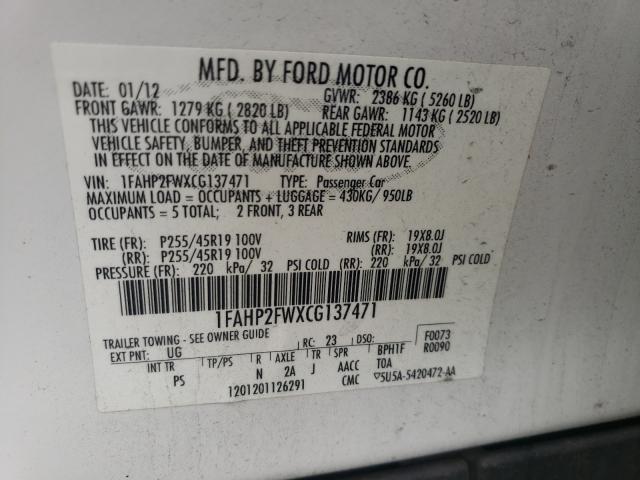 MFD. BY FORD MOTOR CO.
DATE: 01/12 GVWR: 2386 KG ( 5260 LB)
FRONT GAWR: 1279 KG ( 2820 LB) REAR GAWR: 1143 KG ( 2520 LB)
THIS VEHICLE CONFORMS TO ALL APPLICABLE FEDERAL MOTOR
VEHICLE SAFETY, BUMPER, AND THEFT PREVENTION STANDARDS
IN EFFECT ON THE DATE OF MANUFACTURE SHOWN ABOVE.
VIN: 1FAHP2FWXCG137471 TYPE: Passenger Car
MAXIMUM LOAD = OCCUPANTS + LUGGAGE = 430KG/ 950LB
OCCUPANTS = 5 TOTAL; 2 FRONT, 3 REAR
TIRE (FR): P255/45R19 100V RIMS (FR): 19X8.0J
(RR): P255/45R19 100V (RR): 19X8.0J
PRESSURE (FR): 220 kPa/ 32 PSI COLD (RR): 220 kPa/ 32 PSI COLD
1FAHP2FWXCG137471
TRAILER TOWING - SEE OWNER GUIDE
EXT PNT: UG RC: 23 DSO: F0073
INT TR TP/PS R AXLE TR SPR BPH1F R0090
PS N 2A J AACC TOA
1201201126291 CMC ▽5U5A-5420472-AA